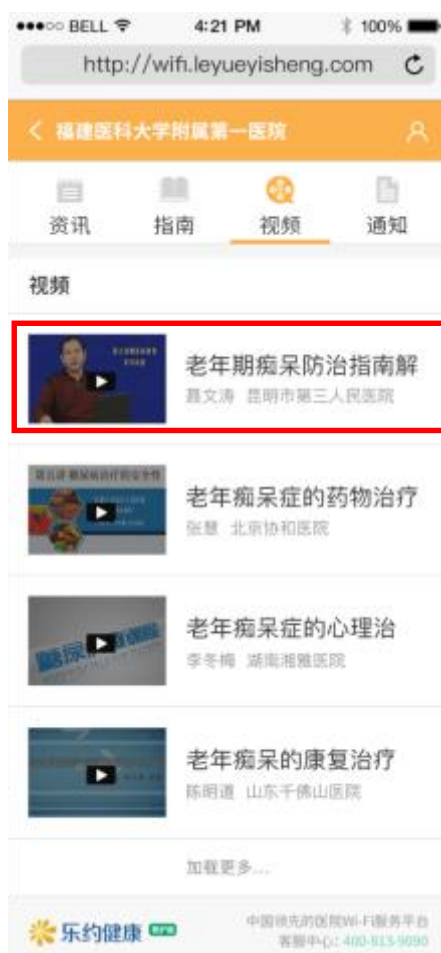 BELL 4:21 PM 100%
http://wifi.leyueyisheng.com
福建医科大学附属第一医院
资讯 指南 视频 通知
视频
老年期痴呆防治指南解
聂文涛 昆明市第三人民医院
老年痴呆症的药物治疗
张慧 北京协和医院
老年痴呆症的心理治
李冬梅 湖南湘雅医院
老年痴呆的康复治疗
陈明道 山东千佛山医院
加载更多...
乐约健康
中国领先的医院Wi-Fi服务平台
客服中心: 400-613-9090